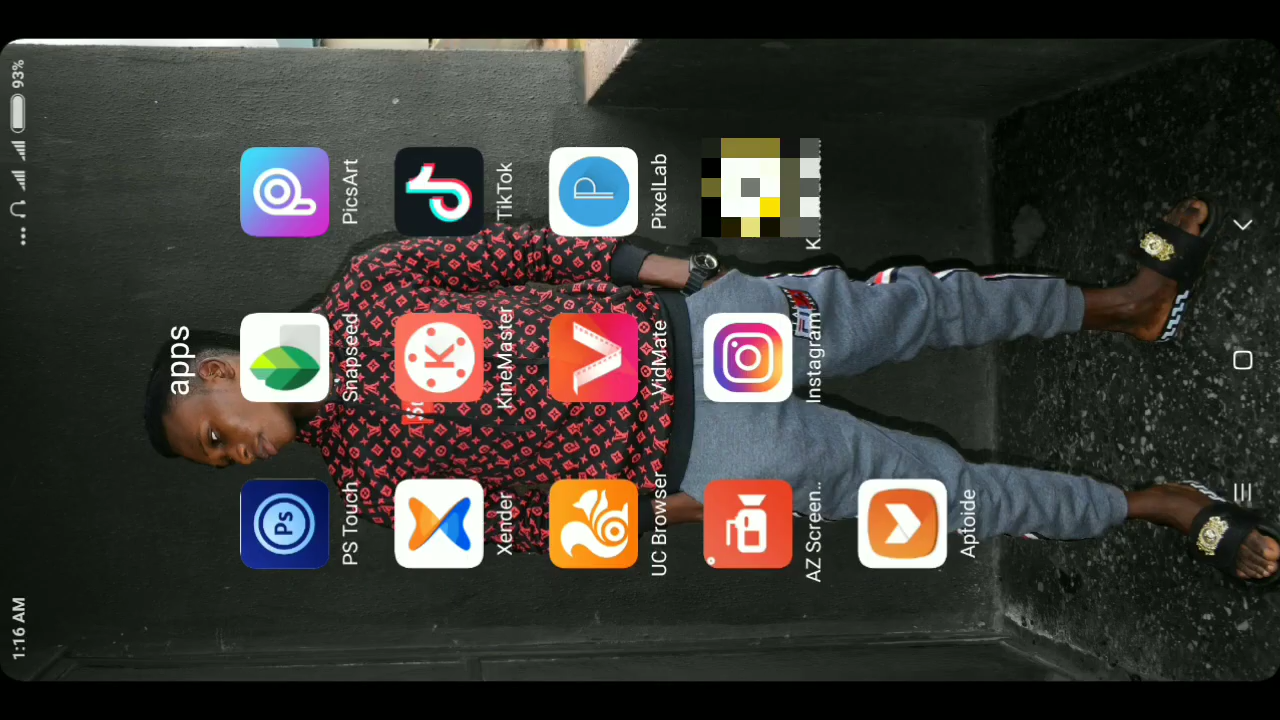 1:16 AM
93%
apps
PS Touch
Snapseed
PicsArt
Xender
KineMaster
TikTok
UC Browser
VidMate
PixelLab
AZ Screen..
Instagram
Aptoide